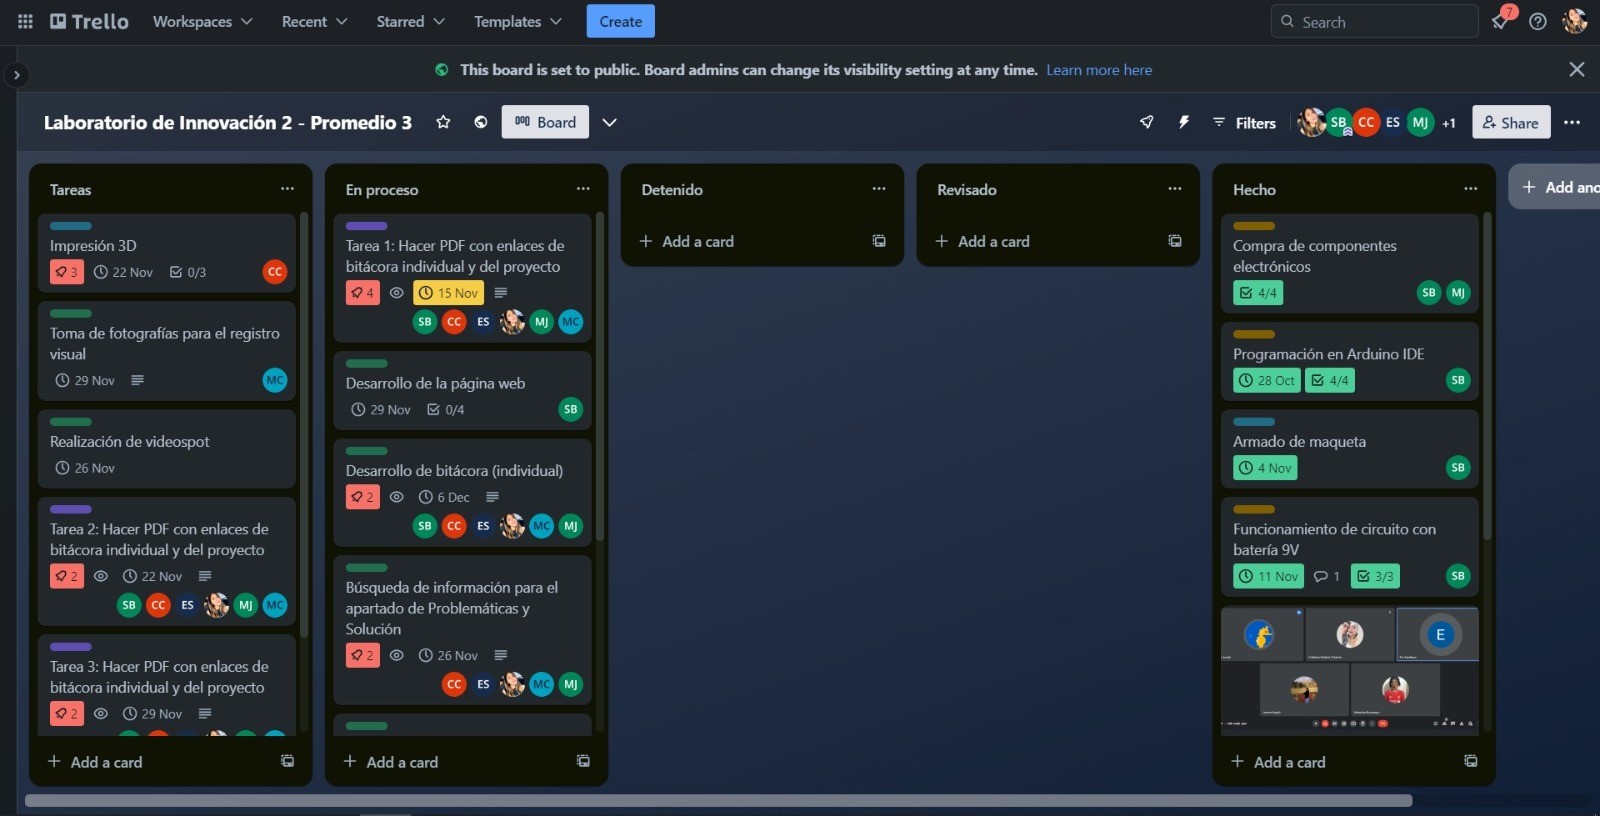 Trello
Workspaces
Recent
Starred
Templates
Create
Search
7
This board is set to public. Board admins can change its visibility setting at any time. Learn more here
Laboratorio de Innovación 2 - Promedio 3
Board
Filters
SB
CC
ES
MJ
+1
Share
Tareas
Impresión 3D
3
22 Nov
0/3
CC
Toma de fotografías para el registro
visual
29 Nov
MC
Realización de videospot
26 Nov
Tarea 2: Hacer PDF con enlaces de
bitácora individual y del proyecto
2
22 Nov
SB
CC
ES
MJ
MC
Tarea 3: Hacer PDF con enlaces de
bitácora individual y del proyecto
2
29 Nov
+ Add a card
En proceso
Tarea 1: Hacer PDF con enlaces de
bitácora individual y del proyecto
4
15 Nov
SB
CC
ES
MJ
MC
Desarrollo de la página web
29 Nov
0/4
SB
Desarrollo de bitácora (individual)
2
6 Dec
SB
CC
ES
MC
MJ
Búsqueda de información para el
apartado de Problemáticas y
Solución
2
26 Nov
CC
ES
MC
MJ
+ Add a card
Detenido
+ Add a card
Revisado
+ Add a card
Hecho
Compra de componentes
electrónicos
4/4
SB
MJ
Programación en Arduino IDE
28 Oct
4/4
SB
Armado de maqueta
4 Nov
SB
Funcionamiento de circuito con
batería 9V
11 Nov
1
3/3
SB
E
+ Add a card
+ Add ano